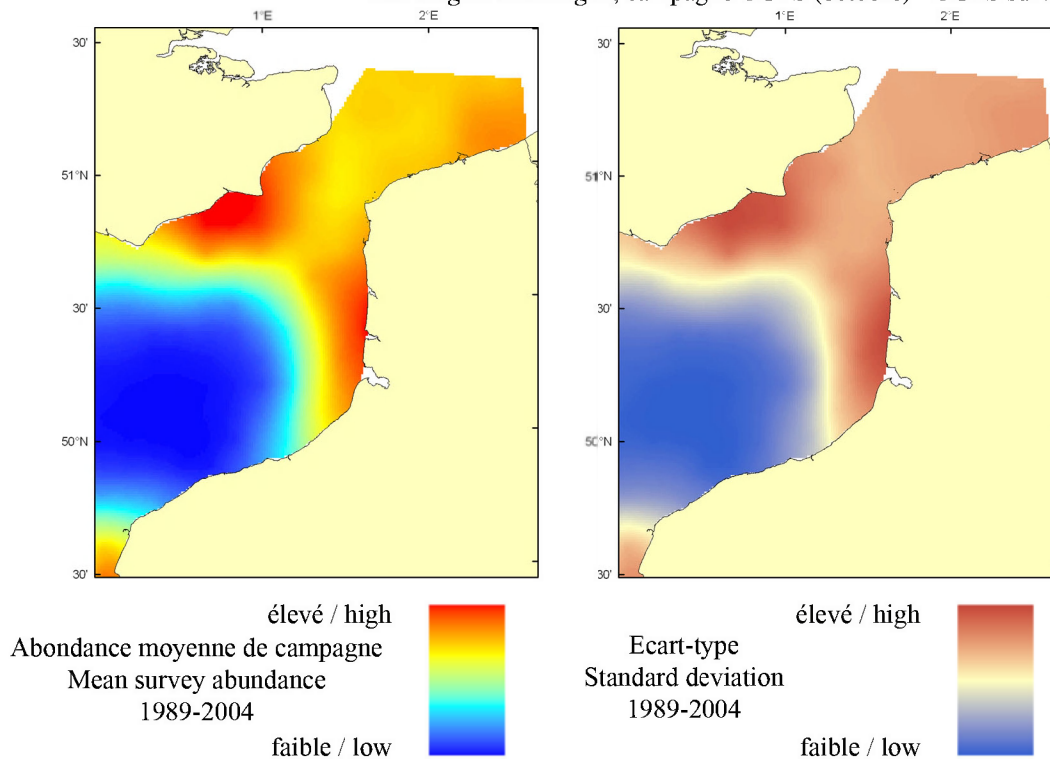 1°E 2°E 1°E 2°E
30' 30'
51°N 51°N
30' 30'
50°N 50°N
30' 30'
élevé / high
Abondance moyenne de campagne
Mean survey abundance
1989-2004
faible / low
élevé / high
Ecart-type
Standard deviation
1989-2004
faible / low